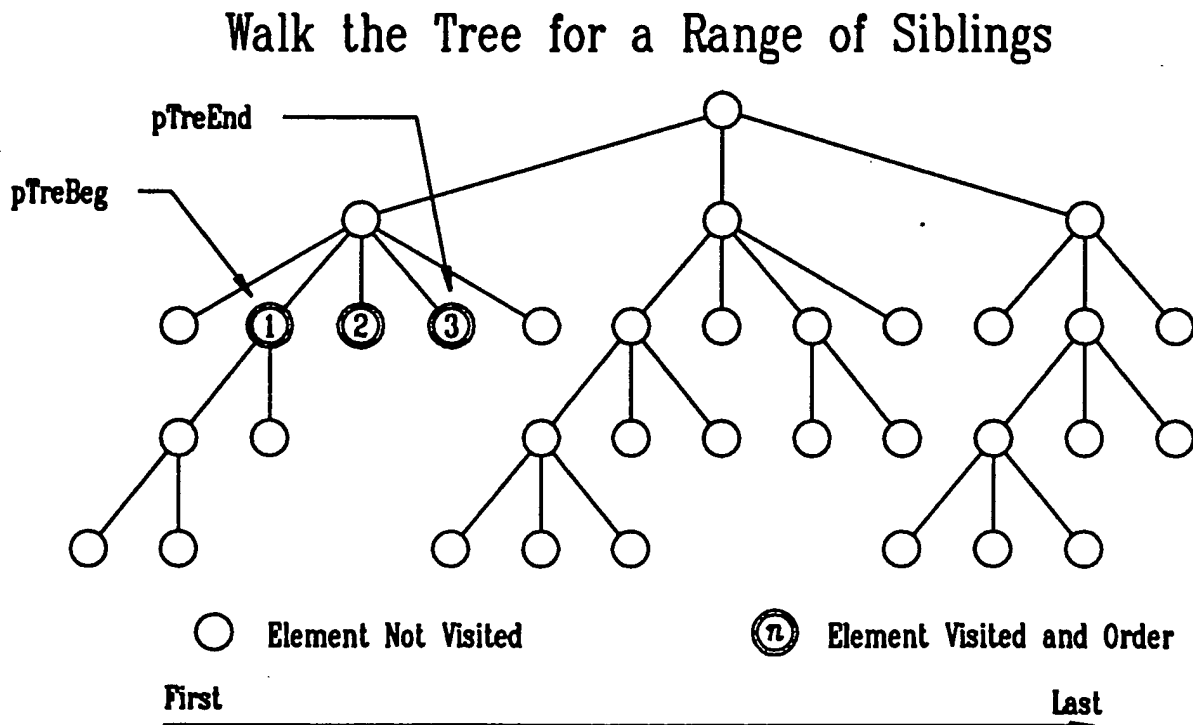 Walk the Tree for a Range of Siblings
pTreEnd
pTreBeg
1 2 3
Element Not Visited
n Element Visited and Order
First Last